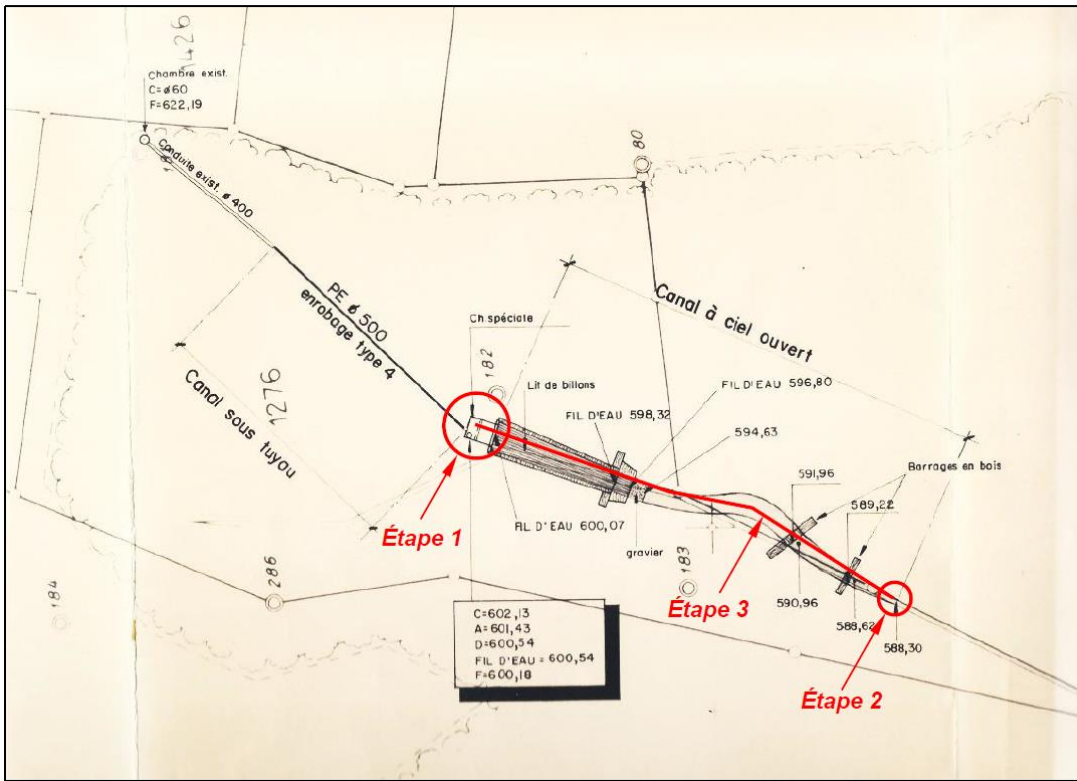 1426
Chambre exist.
C=ø60
F=622,19
Conduite exist. ø 400
80
PE ø 500
enrobage type 4
Canal à ciel ouvert
Ch.spéciale
182
Lit de billons
FIL D'EAU 596,80
FIL D'EAU 598,32
594,63
1276
Canal sous tuyau
Barrages en bois
591,96
589,22
Étape 1
FIL D'EAU 600,07
gravier
183
286
184
Étape 3
590,96
588,62
588,30
C=602,13
A=601,43
D=600,54
FIL D'EAU = 600,54
F=600,18
Étape 2